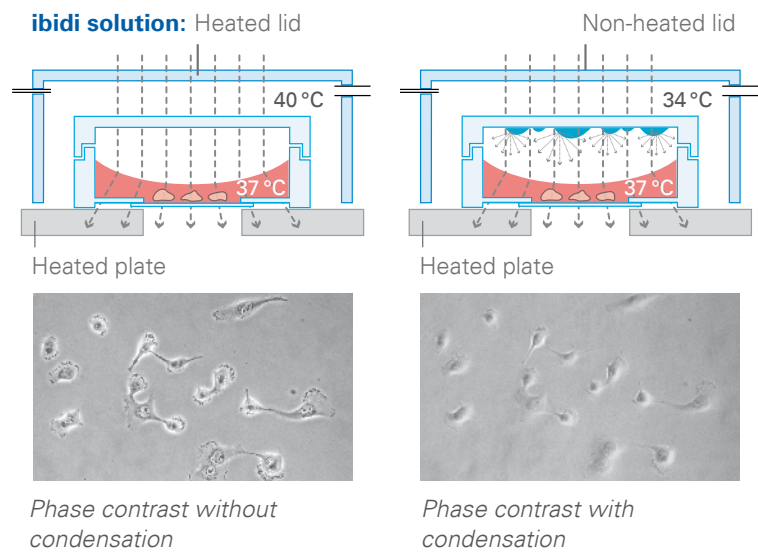 ibidi solution: Heated lid
Non-heated lid
40 °C
34 °C
37 °C
37 °C
Heated plate
Heated plate
Phase contrast without
condensation
Phase contrast with
condensation